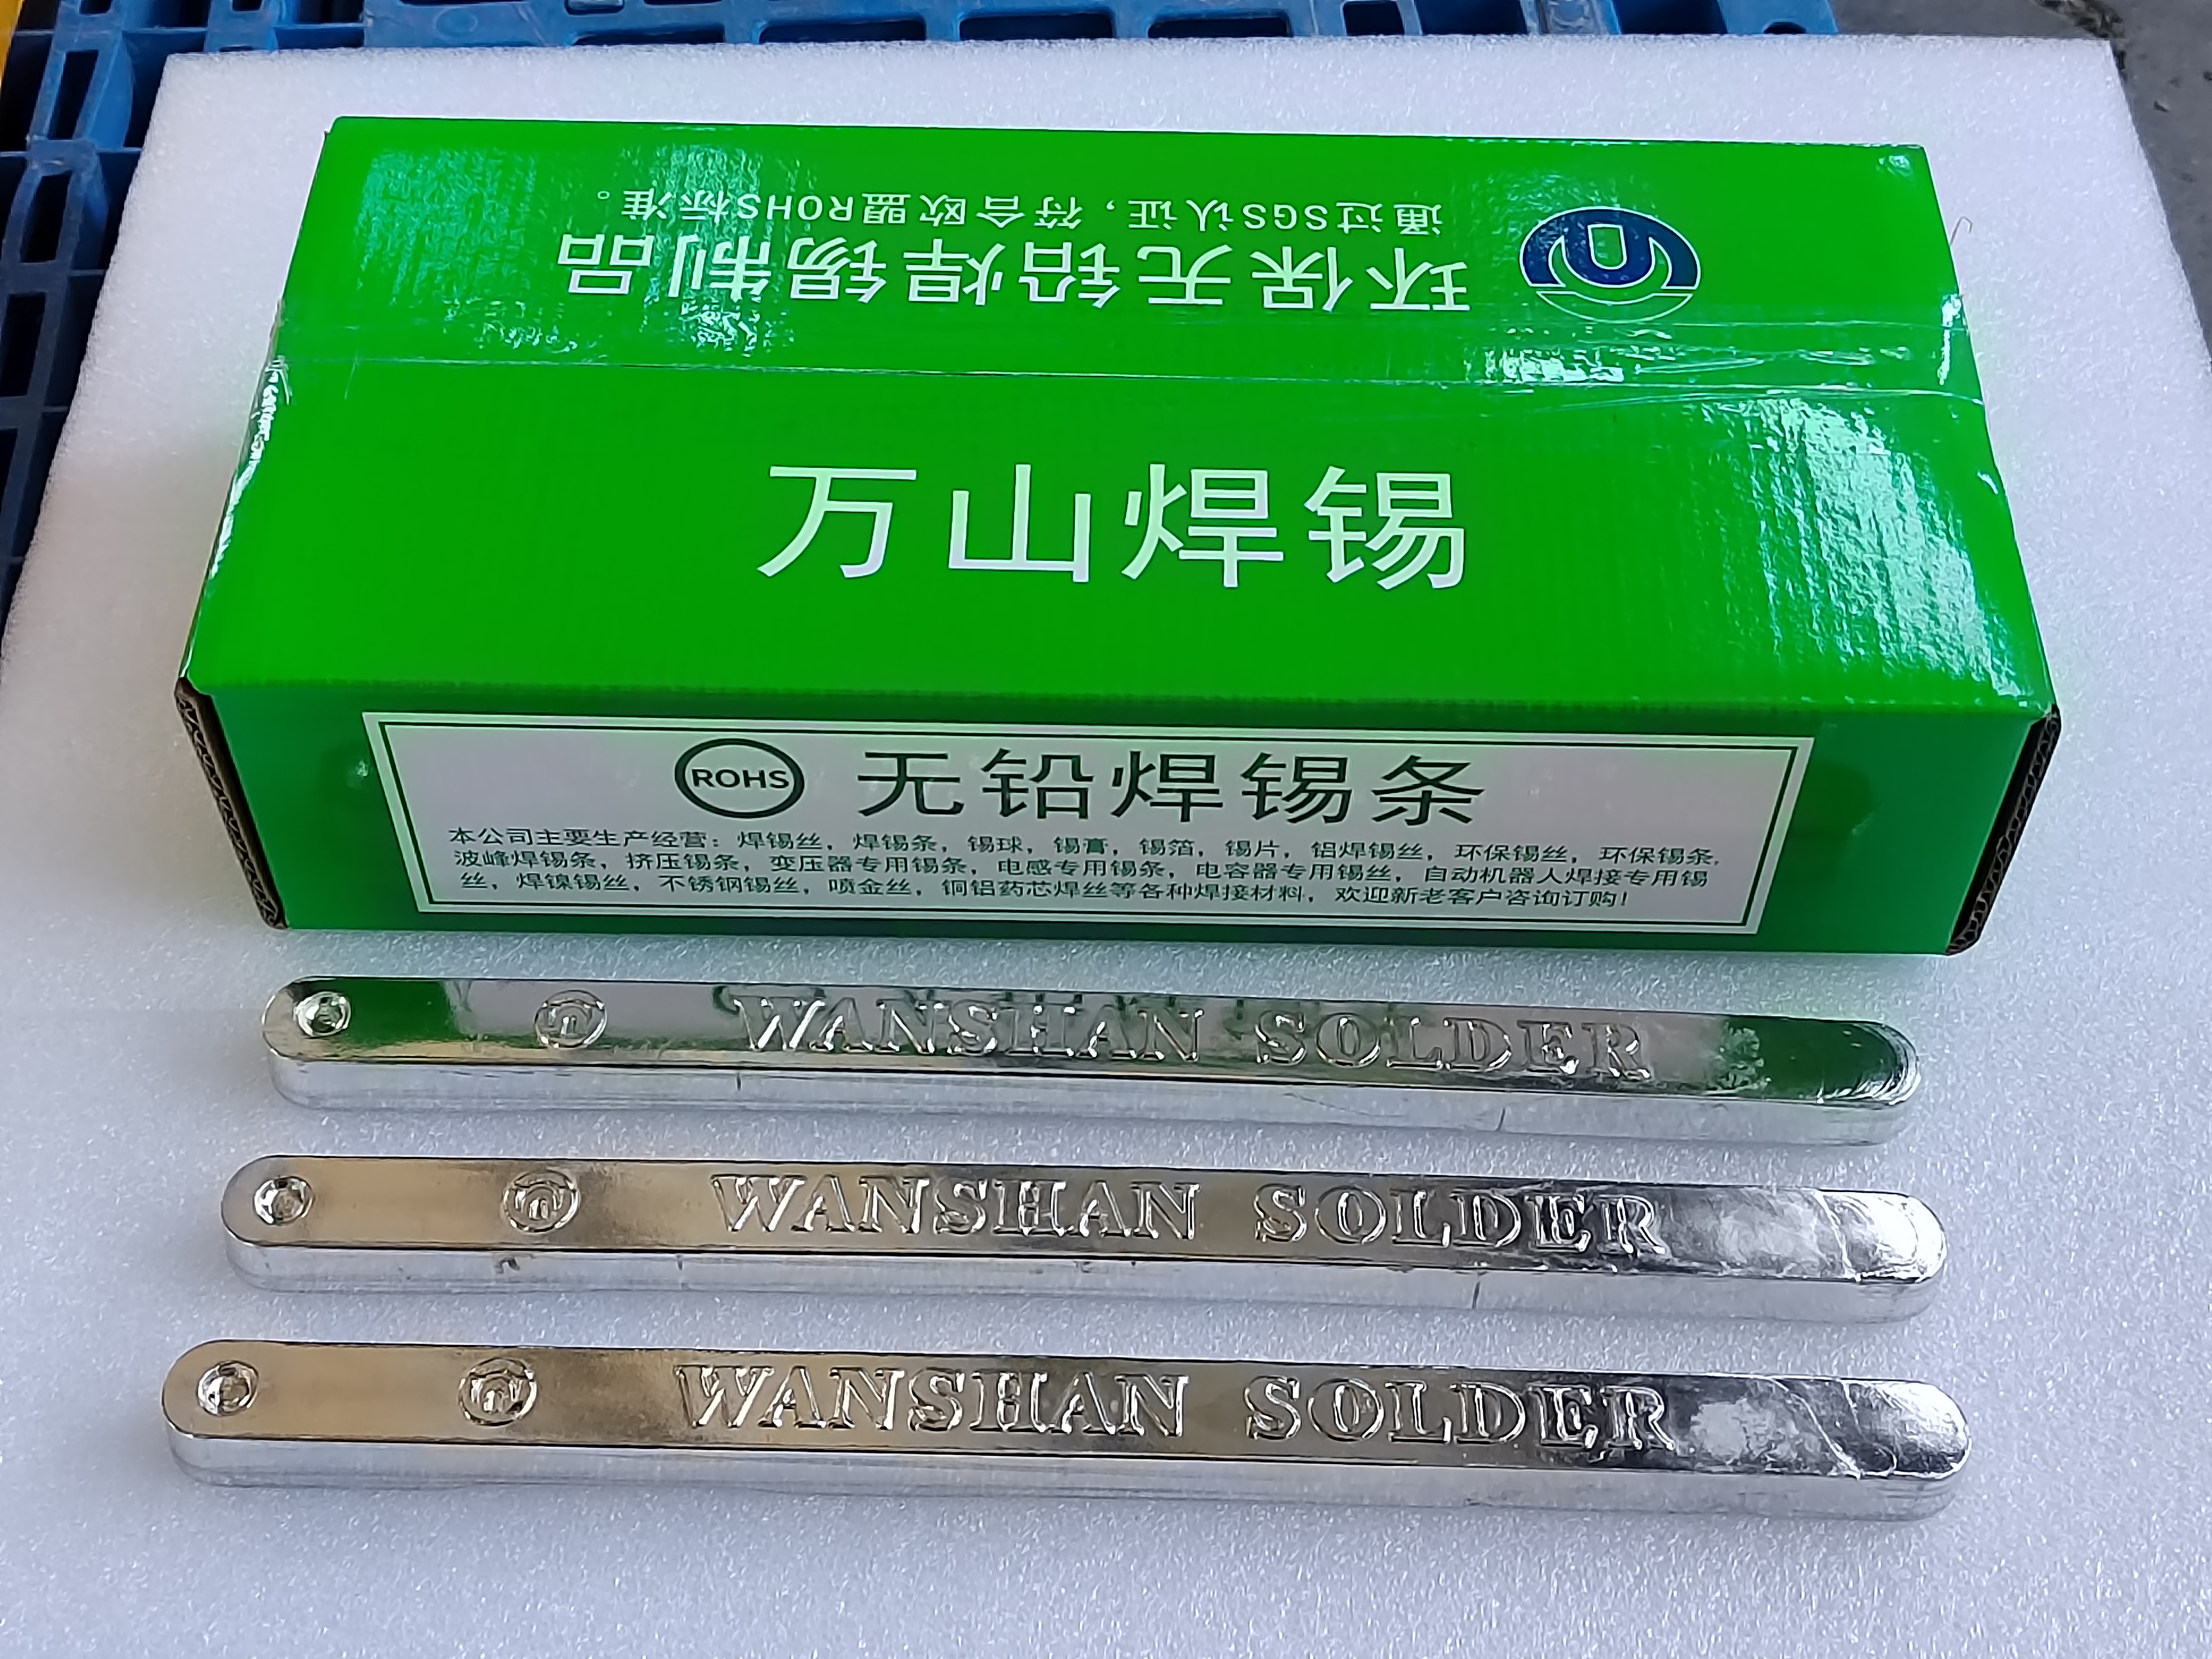 通过SGS认证，符合欧盟ROHS标准。
环保无铅焊锡制品
万山焊锡
ROHS 无铅焊锡条
本公司主要生产经营：焊锡丝，焊锡条，锡球，锡膏，锡箔，锡片，铝焊锡丝，环保锡丝，环保锡条，
波峰焊锡条，挤压锡条，变压器专用锡条，电感专用锡条，电容器专用锡丝，自动机器人焊接专用锡
丝，焊镍锡丝，不锈钢锡丝，喷金丝，铜铝药芯焊丝等各种焊接材料，欢迎新老客户咨询订购！
WANSHAN SOLDER
WANSHAN SOLDER
WANSHAN SOLDER